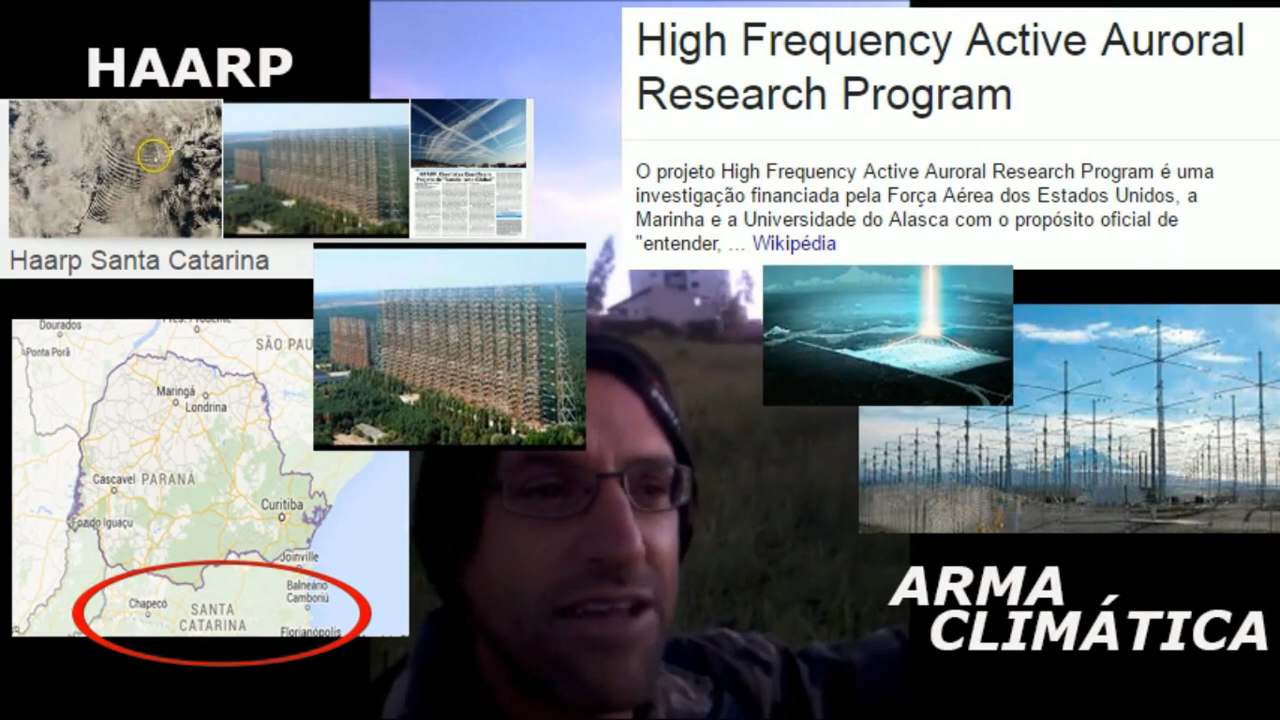 HAARP
High Frequency Active Auroral
Research Program
O projeto High Frequency Active Auroral Research Program é uma
investigação financiada pela Força Aérea dos Estados Unidos, a
Marinha e a Universidade do Alasca com o propósito oficial de
"entender, ... Wikipédia
Haarp Santa Catarina
Dourados
Ponta Porã
SÃO PAU
Maringá
Londrina
Cascavel
PARANÁ
Curitiba
Foz do Iguaçu
Joinville
Balneário
Camboriú
Chapecó
SANTA
CATARINA
Florianópolis
ARMA
CLIMÁTICA